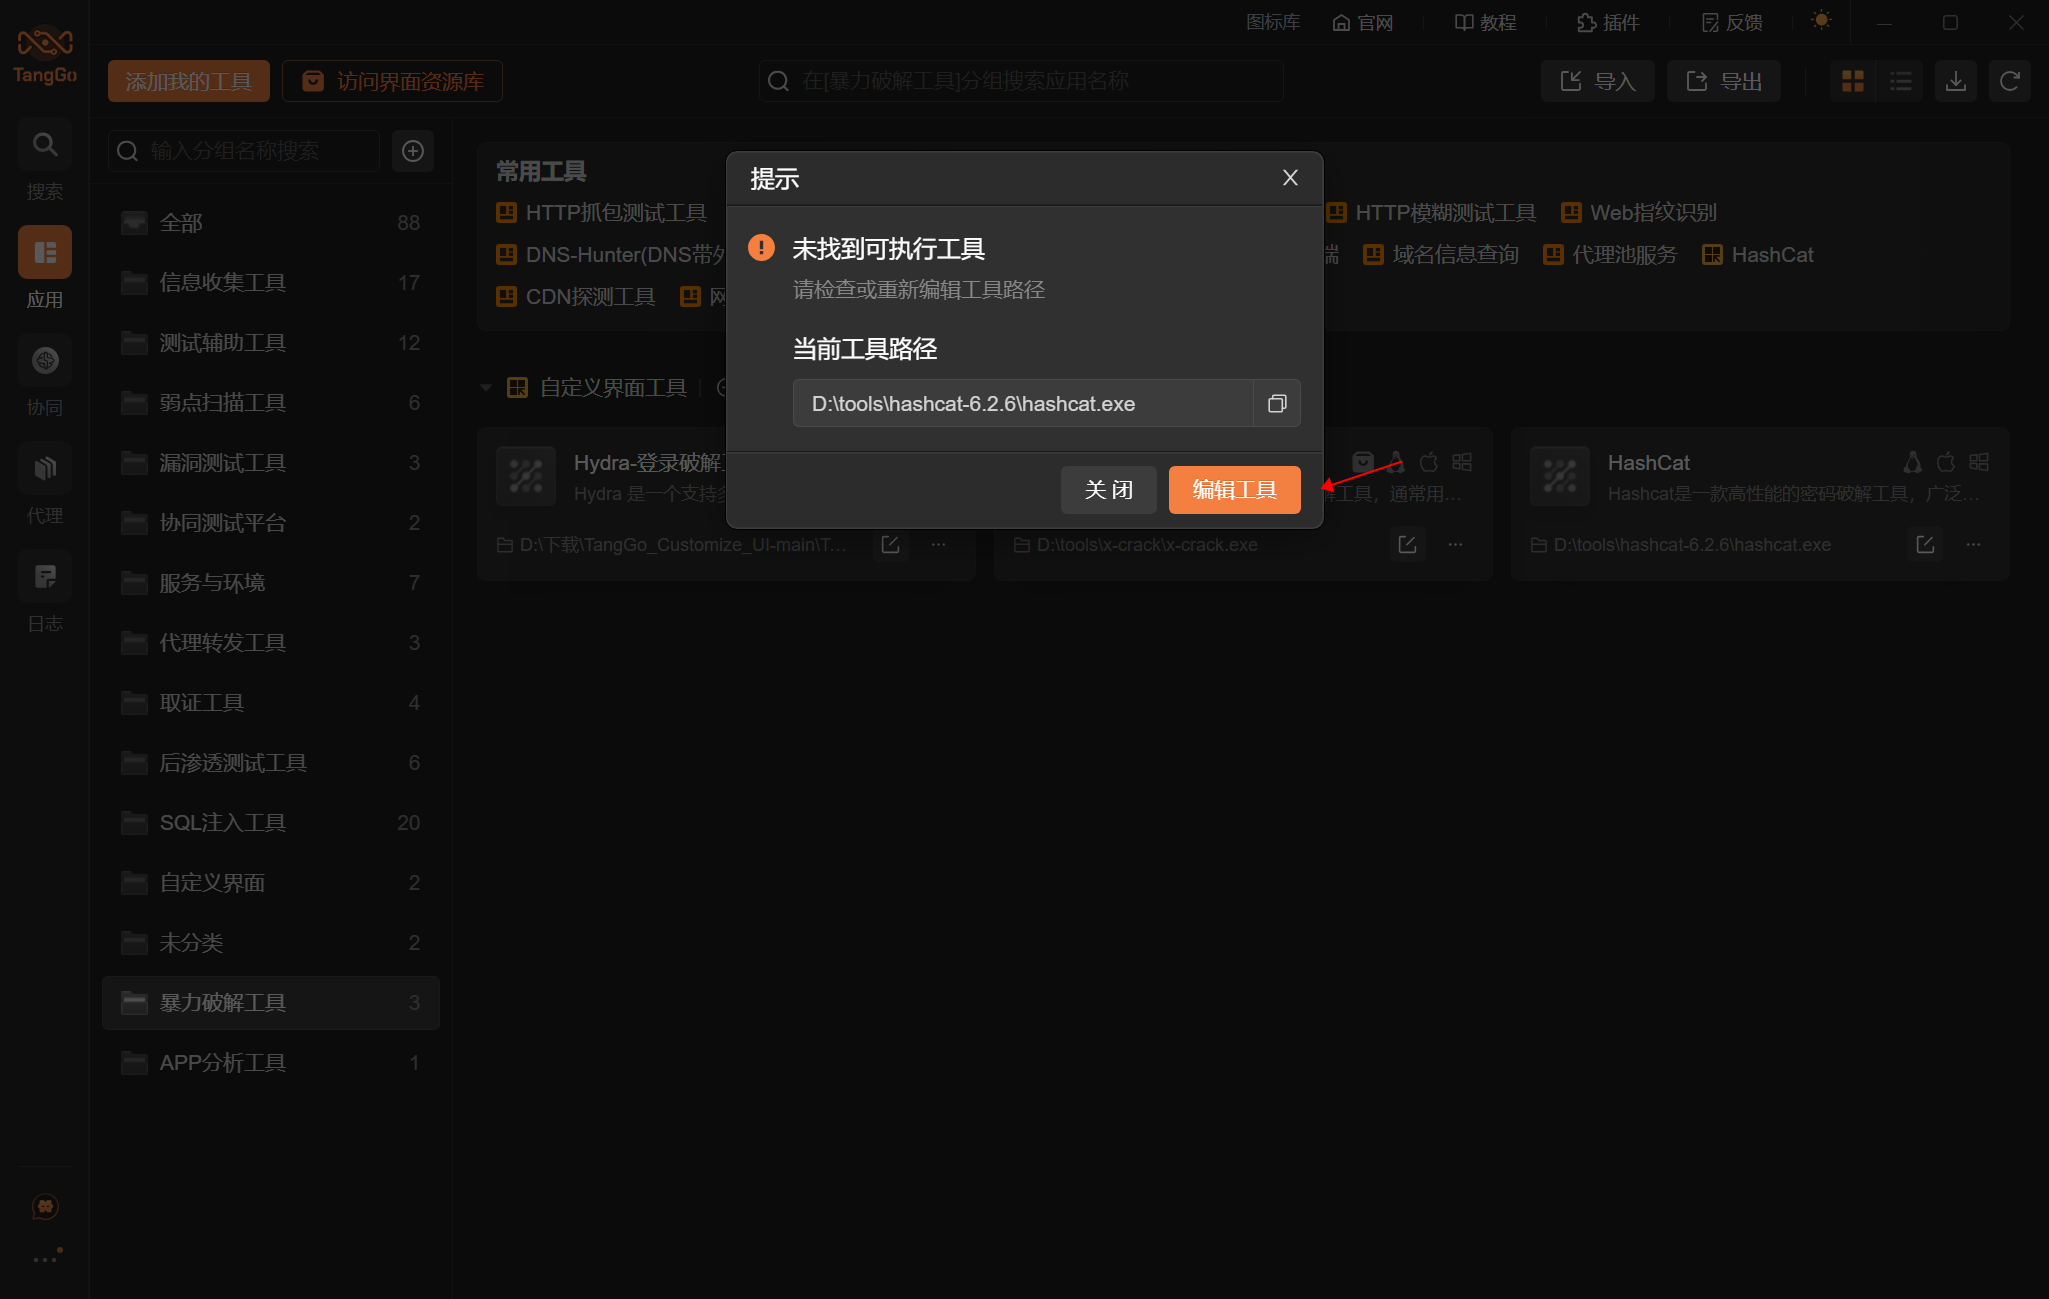 图标库 官网 教程 插件 反馈
TangGo
添加我的工具 访问界面资源库 在[暴力破解工具]分组搜索应用名称 导入 导出
搜索
应用
协同
代理
日志
输入分组名称搜索
全部 88
信息收集工具 17
测试辅助工具 12
弱点扫描工具 6
漏洞测试工具 3
协同测试平台 2
服务与环境 7
代理转发工具 3
取证工具 4
后渗透测试工具 6
SQL注入工具 20
自定义界面 2
未分类 2
暴力破解工具 3
APP分析工具 1
常用工具
HTTP抓包测试工具 HTTP模糊测试工具 Web指纹识别
DNS-Hunter(DNS带外 端 域名信息查询 代理池服务 HashCat
CDN探测工具 网
自定义界面工具
Hydra-登录破解
Hydra 是一个支持多
D:\下载\TangGo_Customize_UI-main\T...
解工具，通常用...
D:\tools\x-crack\x-crack.exe
HashCat
Hashcat是一款高性能的密码破解工具，广泛...
D:\tools\hashcat-6.2.6\hashcat.exe
提示
未找到可执行工具
请检查或重新编辑工具路径
当前工具路径
D:\tools\hashcat-6.2.6\hashcat.exe
关 闭 编辑工具